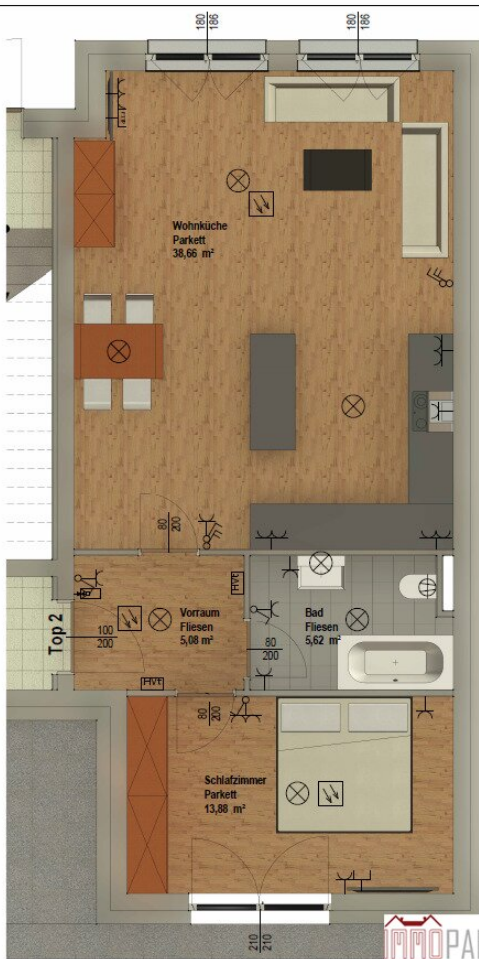 180
186
180
186
Wohnküche
Parkett
38,66 m²
80
200
Top 2
100
200
Vorraum
Fliesen
5,08 m²
HVt
HVt
Bad
Fliesen
5,62 m²
80
200
80
200
Schlafzimmer
Parkett
13,88 m²
210
210
IMMOPA